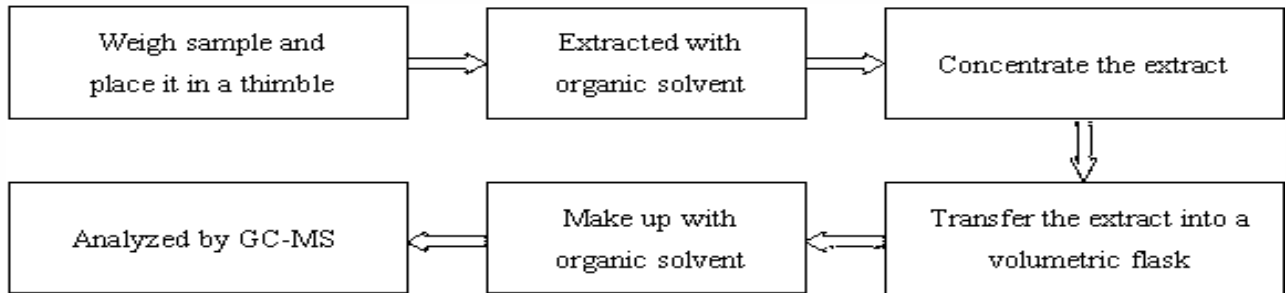 Weigh sample and
place it in a thimble
Extracted with
organic solvent
Concentrate the extract
Transfer the extract into a
volumetric flask
Make up with
organic solvent
Analyzed by GC-MS